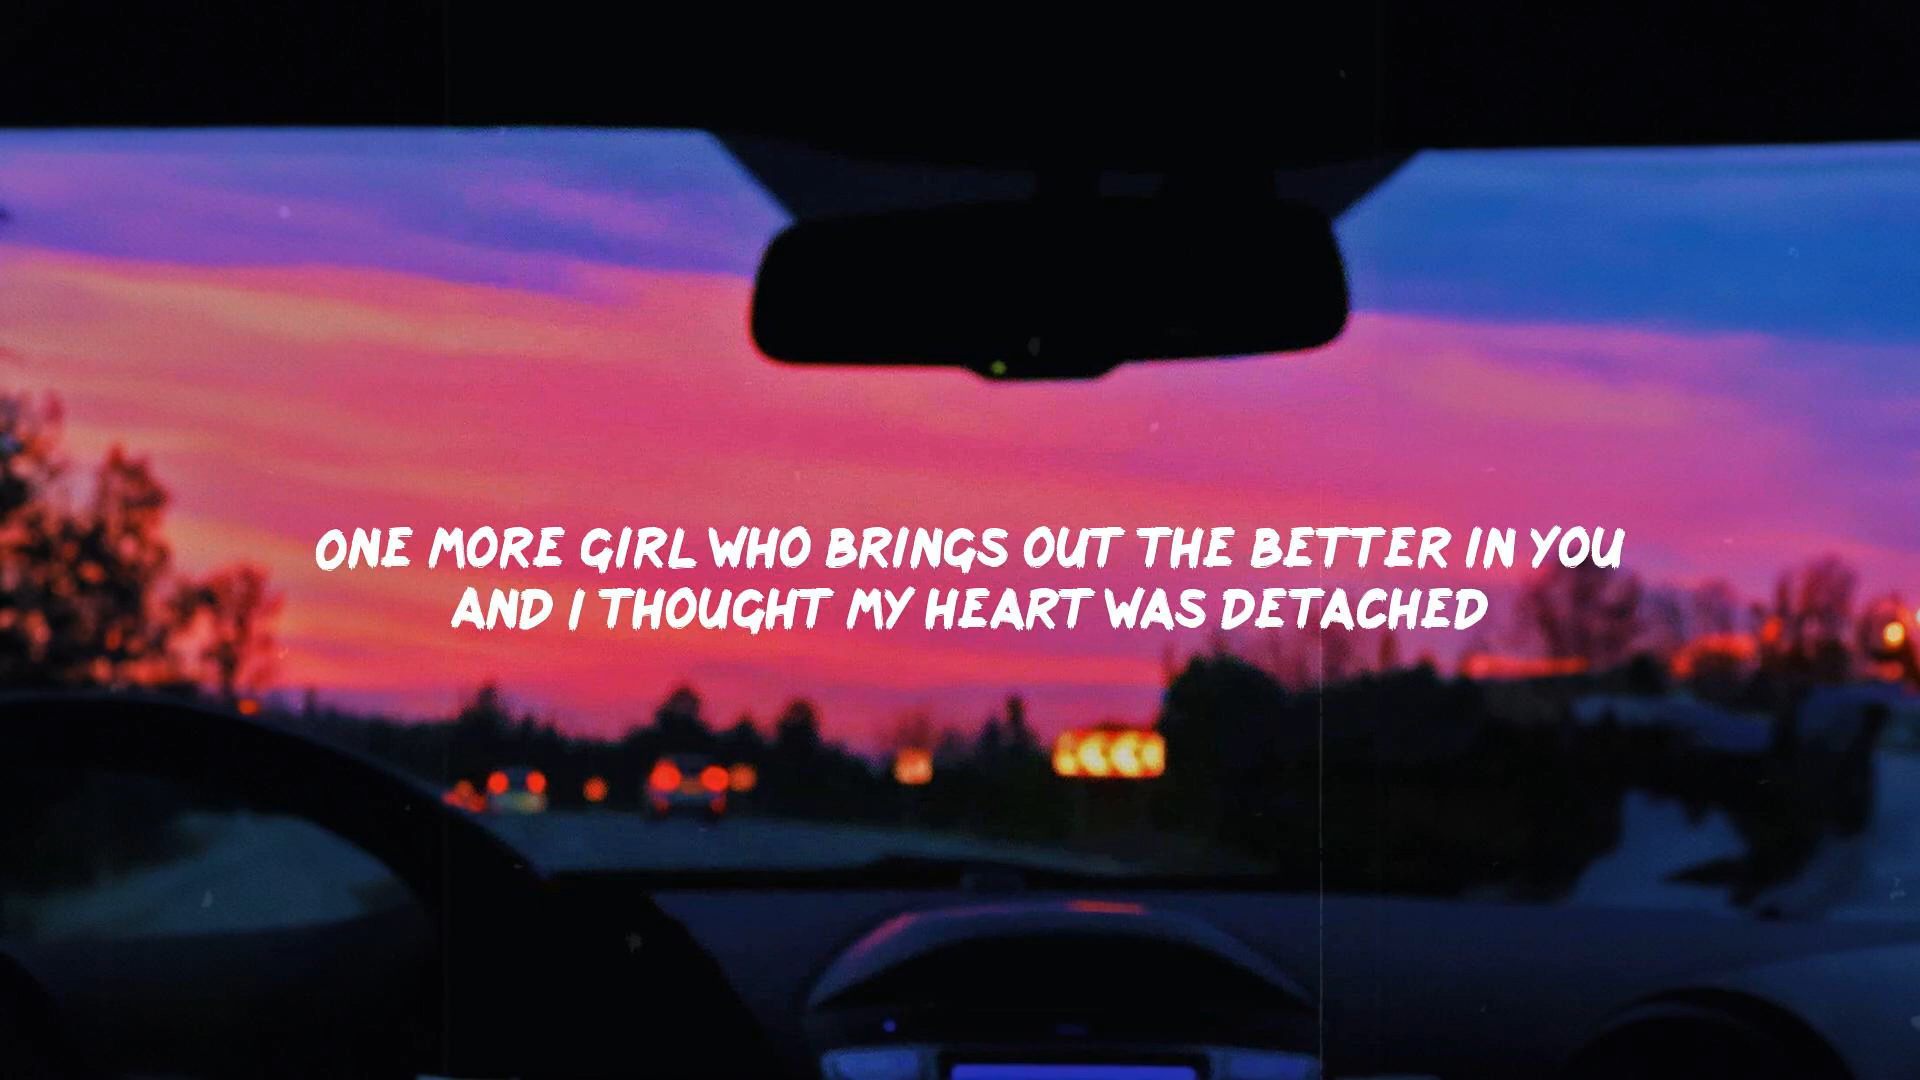 ONE MORE GIRL WHO BRINGS OUT THE BETTER IN YOU
AND I THOUGHT MY HEART WAS DETACHED